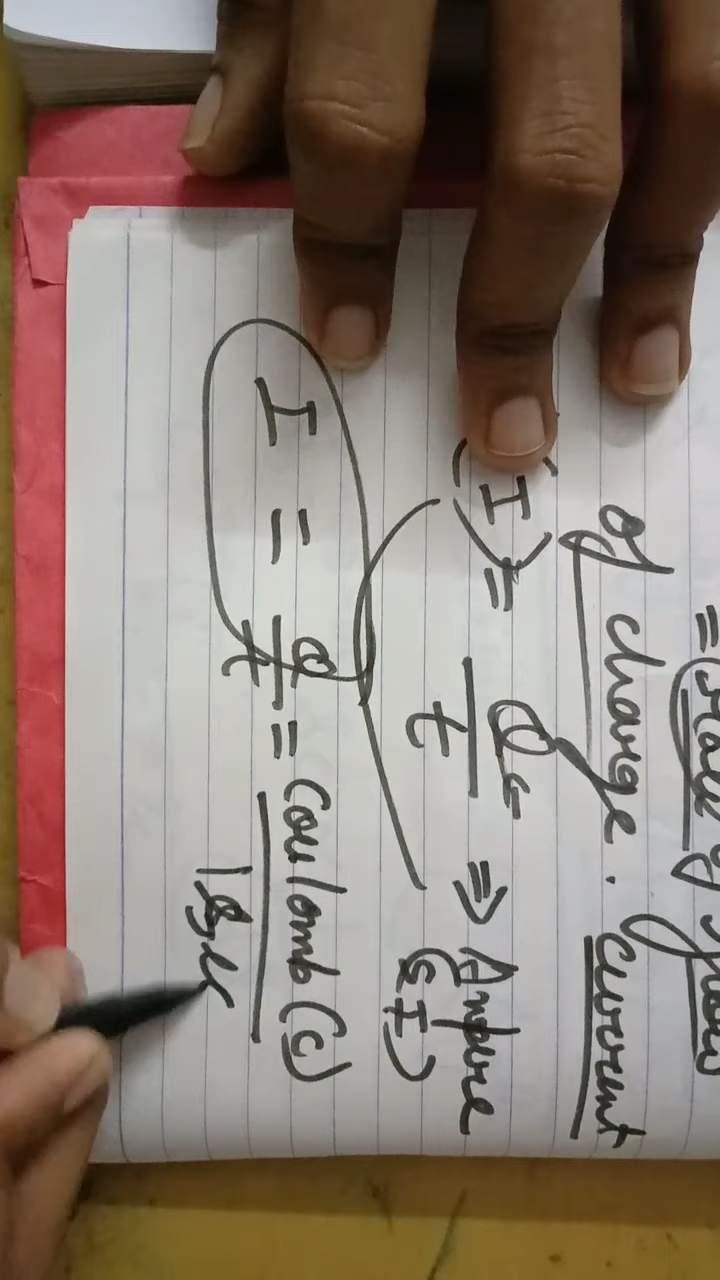 = Rate of flow
of charge. Current
(I) = Q / t => Ampere
(SI)
I = Q / t = Coulomb (c)
1 sec